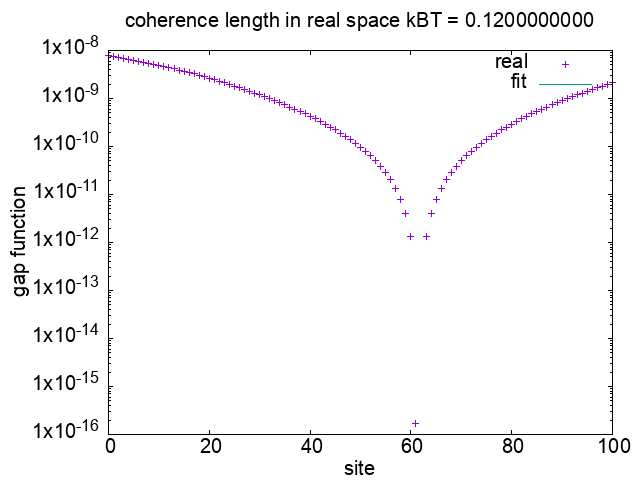 coherence length in real space kBT = 0.1200000000
real
fit
1x10-8
1x10-9
1x10-10
1x10-11
1x10-12
1x10-13
1x10-14
1x10-15
1x10-16
gap function
0 20 40 60 80 100
site